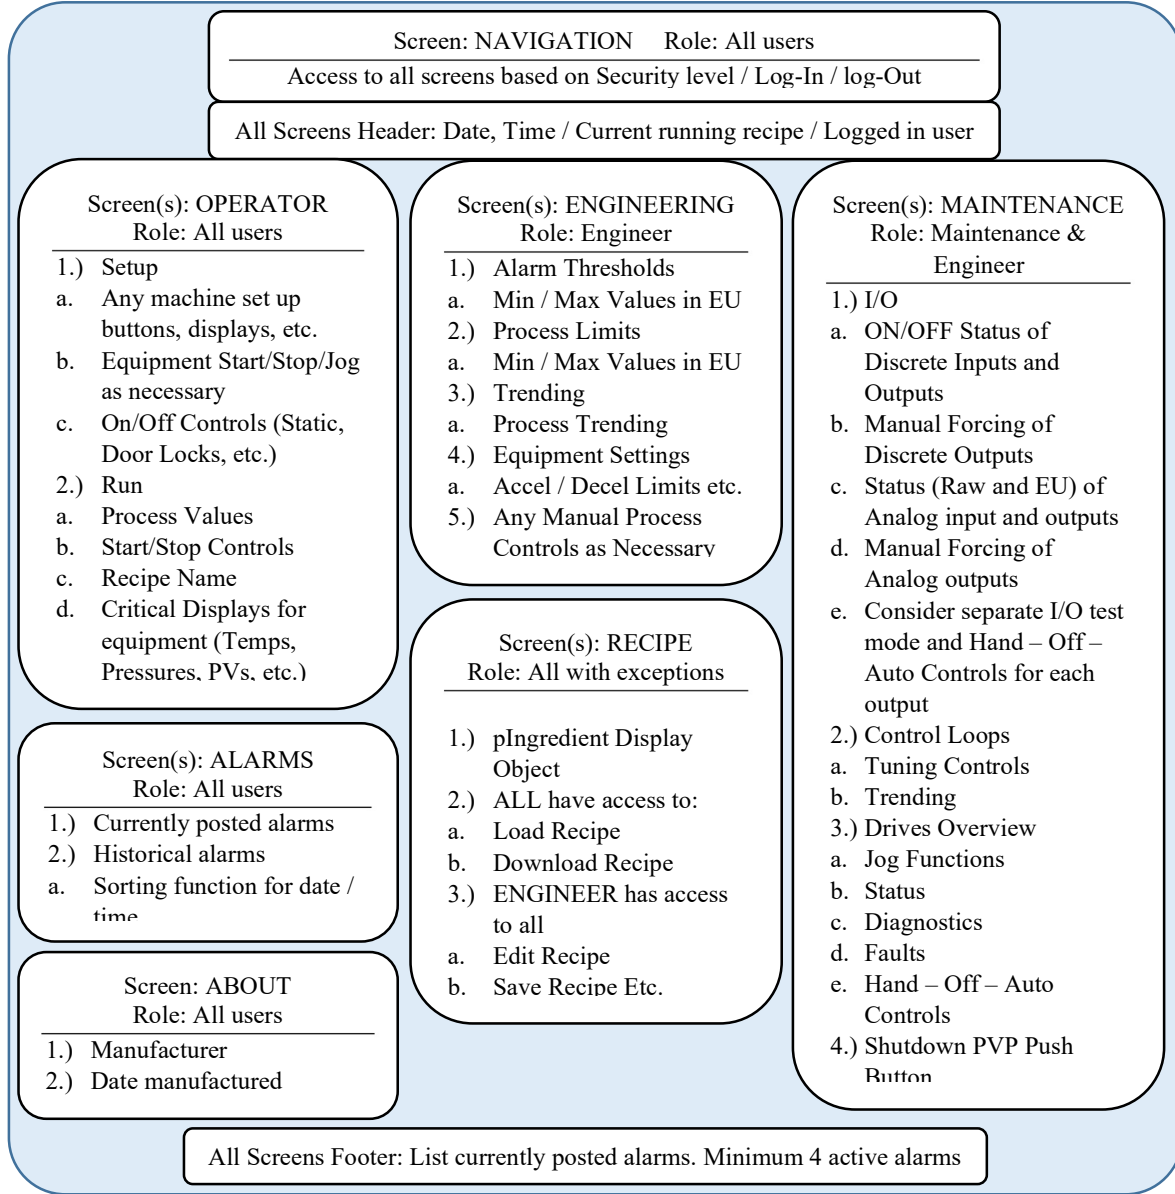 Screen: NAVIGATION Role: All users
Access to all screens based on Security level / Log-In / log-Out
All Screens Header: Date, Time / Current running recipe / Logged in user
Screen(s): OPERATOR
Role: All users
1.) Setup
a. Any machine set up
buttons, displays, etc.
b. Equipment Start/Stop/Jog
as necessary
c. On/Off Controls (Static,
Door Locks, etc.)
2.) Run
a. Process Values
b. Start/Stop Controls
c. Recipe Name
d. Critical Displays for
equipment (Temps,
Pressures, PVs, etc.)
Screen(s): ALARMS
Role: All users
1.) Currently posted alarms
2.) Historical alarms
a. Sorting function for date /
time
Screen: ABOUT
Role: All users
1.) Manufacturer
2.) Date manufactured
Screen(s): ENGINEERING
Role: Engineer
1.) Alarm Thresholds
a. Min / Max Values in EU
2.) Process Limits
a. Min / Max Values in EU
3.) Trending
a. Process Trending
4.) Equipment Settings
a. Accel / Decel Limits etc.
5.) Any Manual Process
Controls as Necessary
Screen(s): RECIPE
Role: All with exceptions
1.) pIngredient Display
Object
2.) ALL have access to:
a. Load Recipe
b. Download Recipe
3.) ENGINEER has access
to all
a. Edit Recipe
b. Save Recipe Etc.
Screen(s): MAINTENANCE
Role: Maintenance &
Engineer
1.) I/O
a. ON/OFF Status of
Discrete Inputs and
Outputs
b. Manual Forcing of
Discrete Outputs
c. Status (Raw and EU) of
Analog input and outputs
d. Manual Forcing of
Analog outputs
e. Consider separate I/O test
mode and Hand – Off –
Auto Controls for each
output
2.) Control Loops
a. Tuning Controls
b. Trending
3.) Drives Overview
a. Jog Functions
b. Status
c. Diagnostics
d. Faults
e. Hand – Off – Auto
Controls
4.) Shutdown PVP Push
Button
All Screens Footer: List currently posted alarms. Minimum 4 active alarms